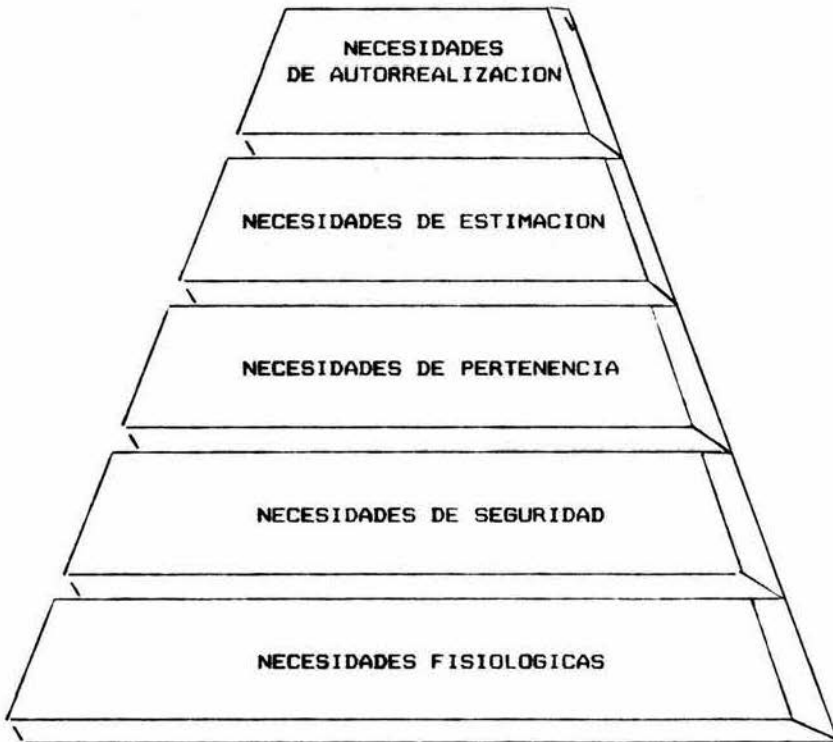 NECESIDADES
DE AUTORREALIZACION
NECESIDADES DE ESTIMACION
NECESIDADES DE PERTENENCIA
NECESIDADES DE SEGURIDAD
NECESIDADES FISIOLOGICAS